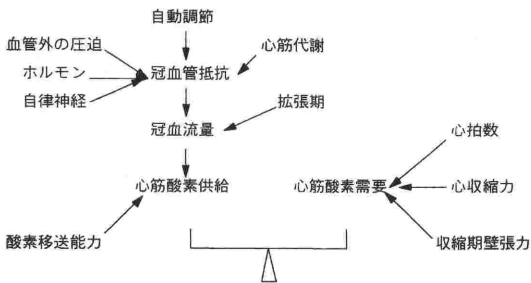 自動調節
血管外の圧迫
心筋代謝
ホルモン
冠血管抵抗
自律神経
拡張期
冠血流量
心拍数
心筋酸素供給
心筋酸素需要
心収縮力
酸素移送能力
収縮期壁張力